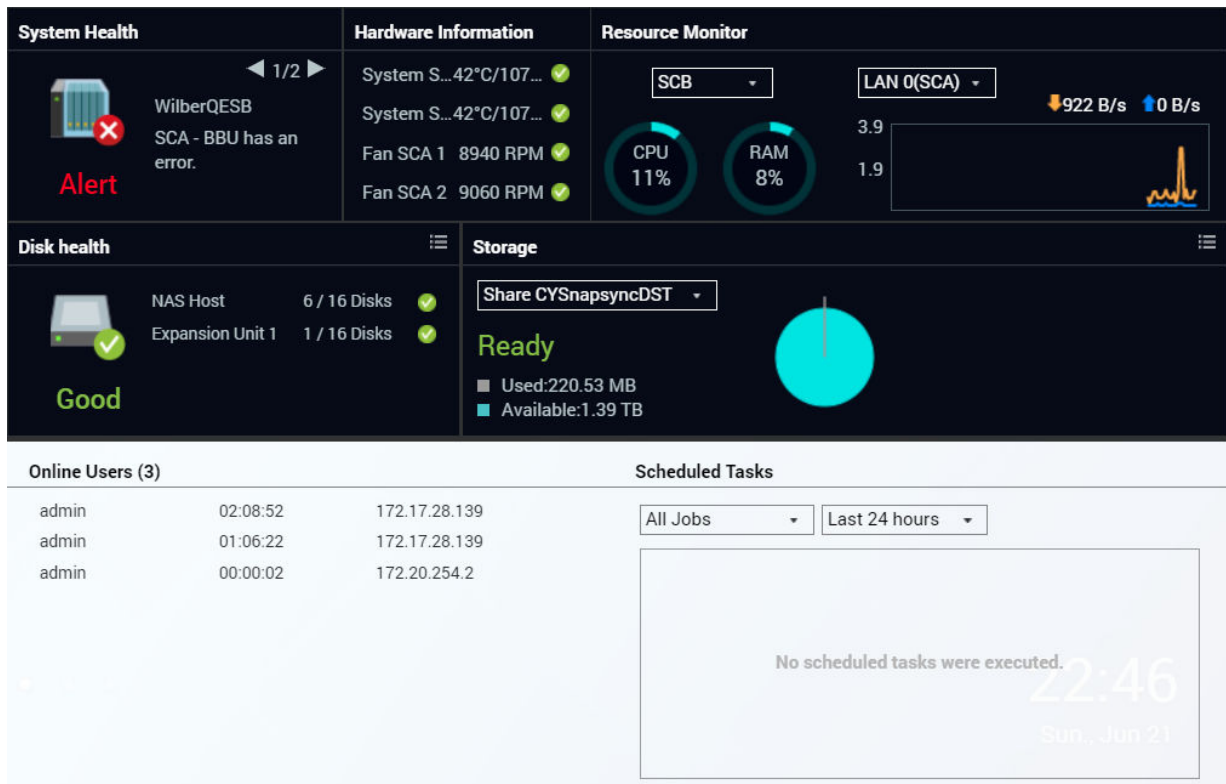 System Health
1/2
WilberQESB
SCA - BBU has an
error.
Alert
Hardware Information
System S...42°C/107...
System S...42°C/107...
Fan SCA 1 8940 RPM
Fan SCA 2 9060 RPM
Resource Monitor
SCB
CPU
11%
RAM
8%
LAN 0(SCA)
922 B/s 0 B/s
3.9
1.9
Disk health
NAS Host 6 / 16 Disks
Expansion Unit 1 1 / 16 Disks
Good
Storage
Share CYSnapsyncDST
Ready
Used:220.53 MB
Available:1.39 TB
Online Users (3)
admin 02:08:52 172.17.28.139
admin 01:06:22 172.17.28.139
admin 00:00:02 172.20.254.2
Scheduled Tasks
All Jobs Last 24 hours
No scheduled tasks were executed.
22:46
Sun., Jun 21